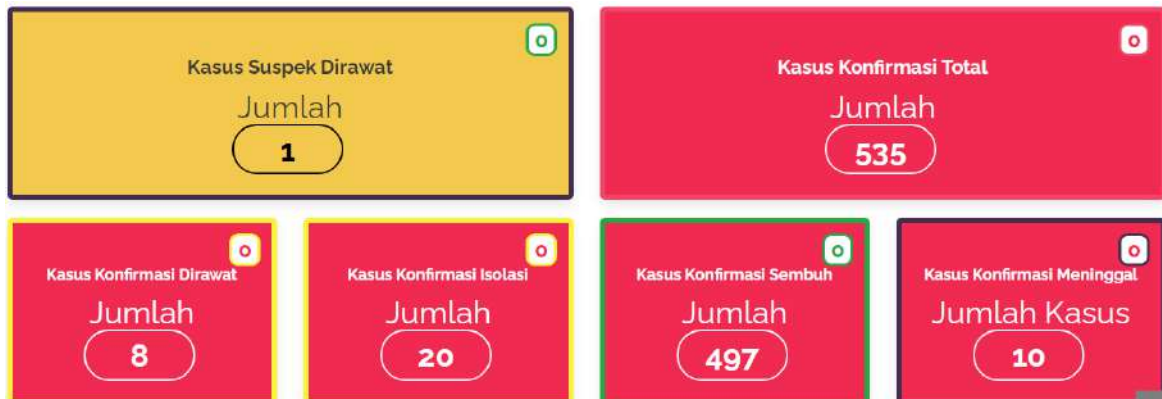 0
Kasus Suspek Dirawat
Jumlah
1
0
Kasus Konfirmasi Total
Jumlah
535
0
Kasus Konfirmasi Dirawat
Jumlah
8
0
Kasus Konfirmasi Isolasi
Jumlah
20
0
Kasus Konfirmasi Sembuh
Jumlah
497
0
Kasus Konfirmasi Meninggal
Jumlah Kasus
10